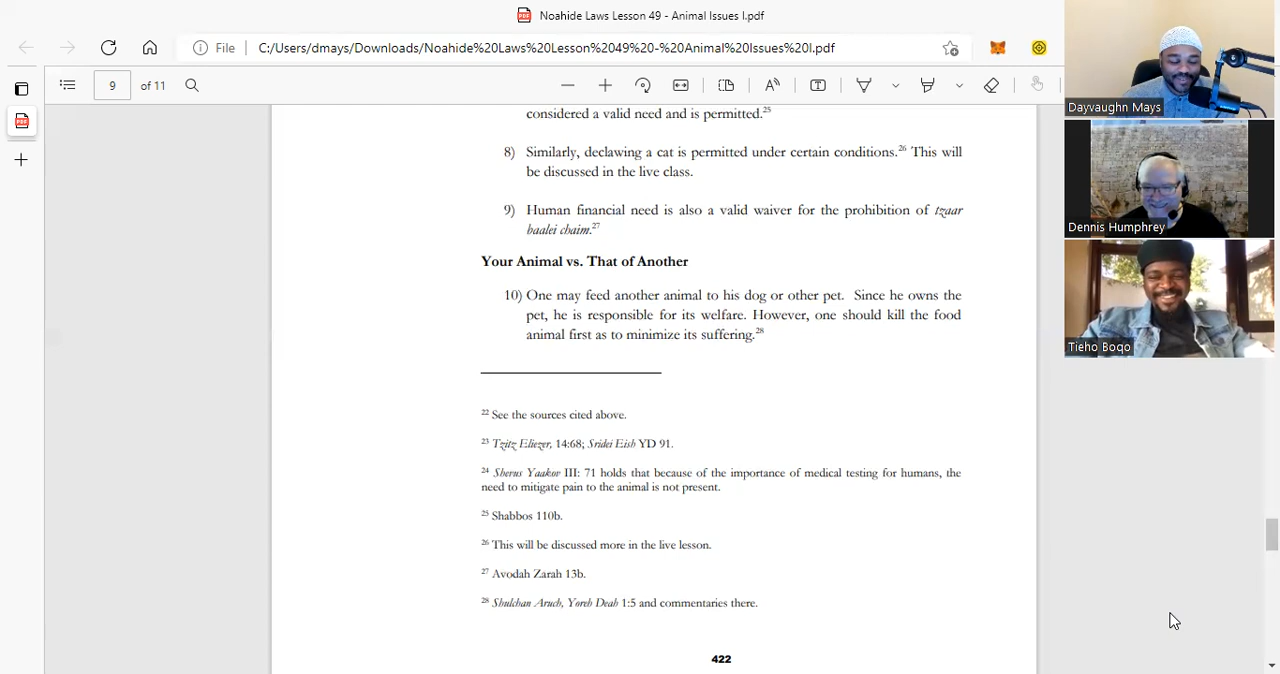 Noahide Laws Lesson 49 - Animal Issues I.pdf
File C:/Users/dmays/Downloads/Noahide%20Laws%20Lesson%2049%20-%20Animal%20Issues%20I.pdf
9 of 11
considered a valid need and is permitted.25
8) Similarly, declawing a cat is permitted under certain conditions.26 This will
be discussed in the live class.
9) Human financial need is also a valid waiver for the prohibition of tzaar
baalei chaim.27
Your Animal vs. That of Another
10) One may feed another animal to his dog or other pet. Since he owns the
pet, he is responsible for its welfare. However, one should kill the food
animal first as to minimize its suffering.28
22 See the sources cited above.
23 Tzitz Eliezer, 14:68; Sridei Eish YD 91.
24 Sherus Yaakov III: 71 holds that because of the importance of medical testing for humans, the
need to mitigate pain to the animal is not present.
25 Shabbos 110b.
26 This will be discussed more in the live lesson.
27 Avodah Zarah 13b.
28 Shulchan Aruch, Yoreh Deah 1:5 and commentaries there.
422
Dayvaughn Mays
Dennis Humphrey
Tieho Boqo